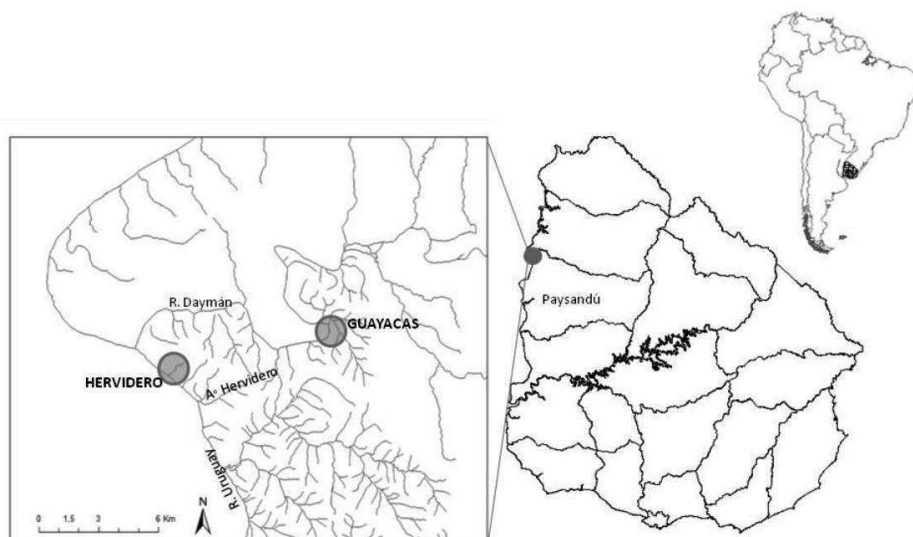 R. Daymán
GUAYACAS
HERVIDERO
Aº Hervidero
R. Uruguay
N
0 1,5 3 6 Km
Paysandú